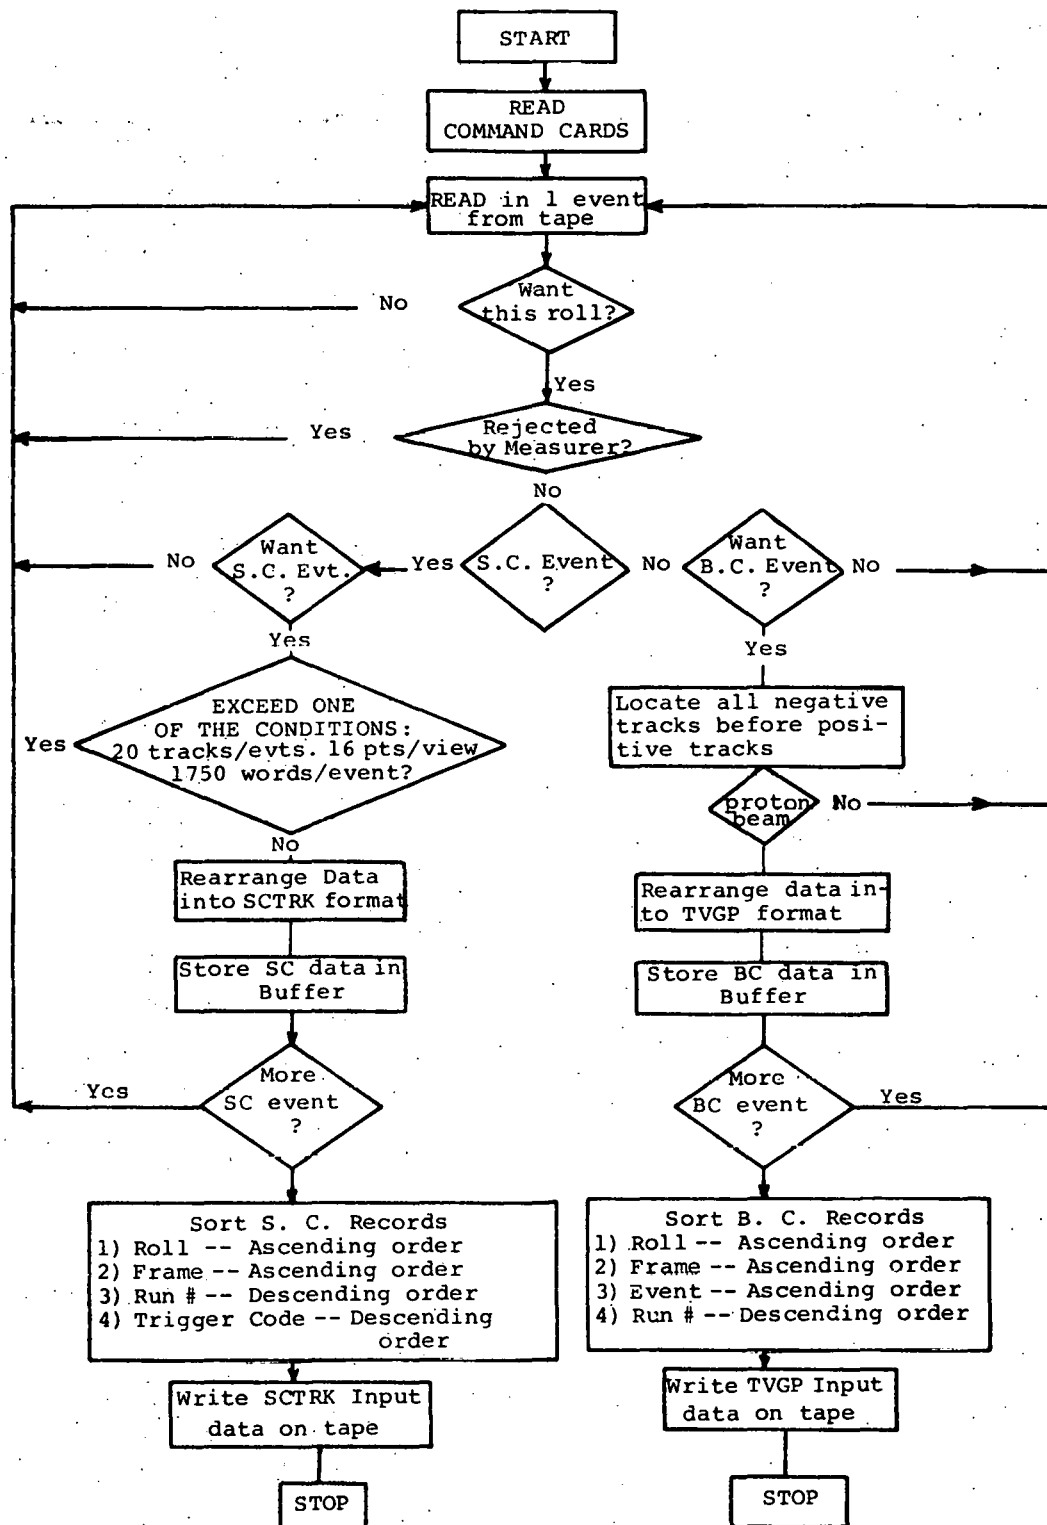 START
READ
COMMAND CARDS
READ in 1 event
from tape
Want
this roll?
No
Yes
Rejected
by Measurer?
Yes
No
S.C. Event
?
Yes
No
Want
S.C. Evt.
?
No
Yes
Want
B.C. Event
?
No
Yes
EXCEED ONE
OF THE CONDITIONS:
20 tracks/evts. 16 pts/view
1750 words/event?
Yes
No
Rearrange Data
into SCTRK format
Store SC data in
Buffer
More
SC event
?
Yes
Sort S. C. Records
1) Roll -- Ascending order
2) Frame -- Ascending order
3) Run # -- Descending order
4) Trigger Code -- Descending
order
Write SCTRK Input
data on tape
STOP
Locate all negative
tracks before posi-
tive tracks
proton
beam
No
Rearrange data in-
to TVGP format
Store BC data in
Buffer
More
BC event
?
Yes
Sort B. C. Records
1) Roll -- Ascending order
2) Frame -- Ascending order
3) Event -- Ascending order
4) Run # -- Descending order
Write TVGP Input
data on tape
STOP